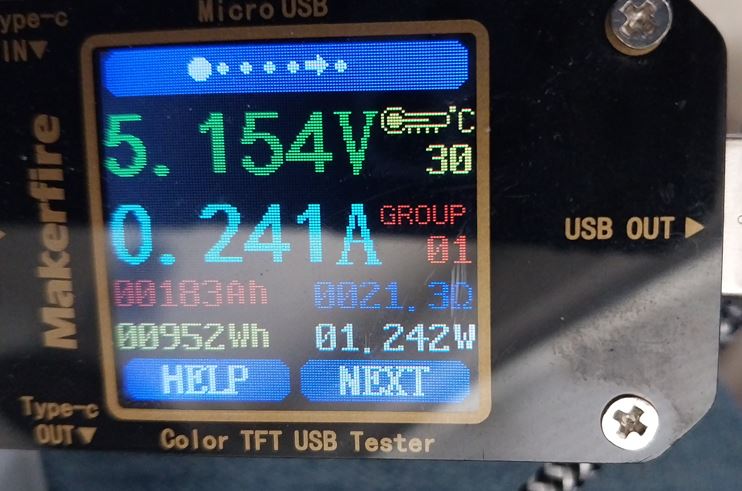 Micro USB
Type-c
IN▼
5.154V
°C
30
0.241A
GROUP
01
00183Ah
0021.3Ω
00952Wh
01.242W
HELP
NEXT
Makerfire
USB OUT ▶
Type-c
OUT▼
Color TFT USB Tester